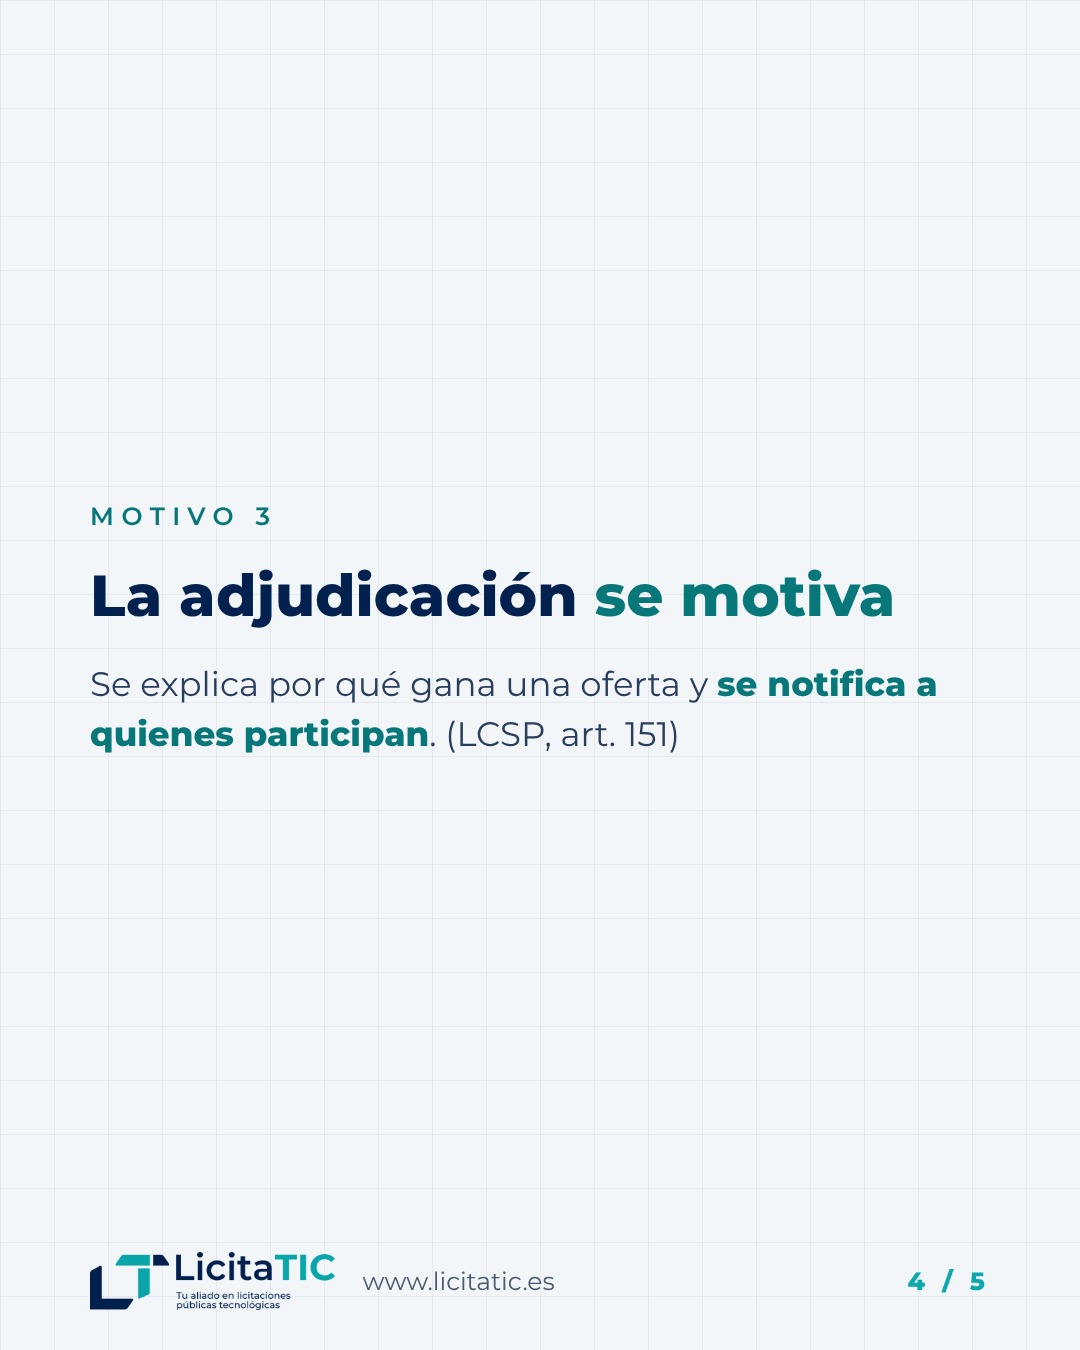 MOTIVO 3
La adjudicación se motiva
Se explica por qué gana una oferta y se notifica a
quienes participan. (LCSP, art. 151)
LicitaTIC
Tu aliado en licitaciones
públicas tecnológicas
www.licitatic.es
4 / 5